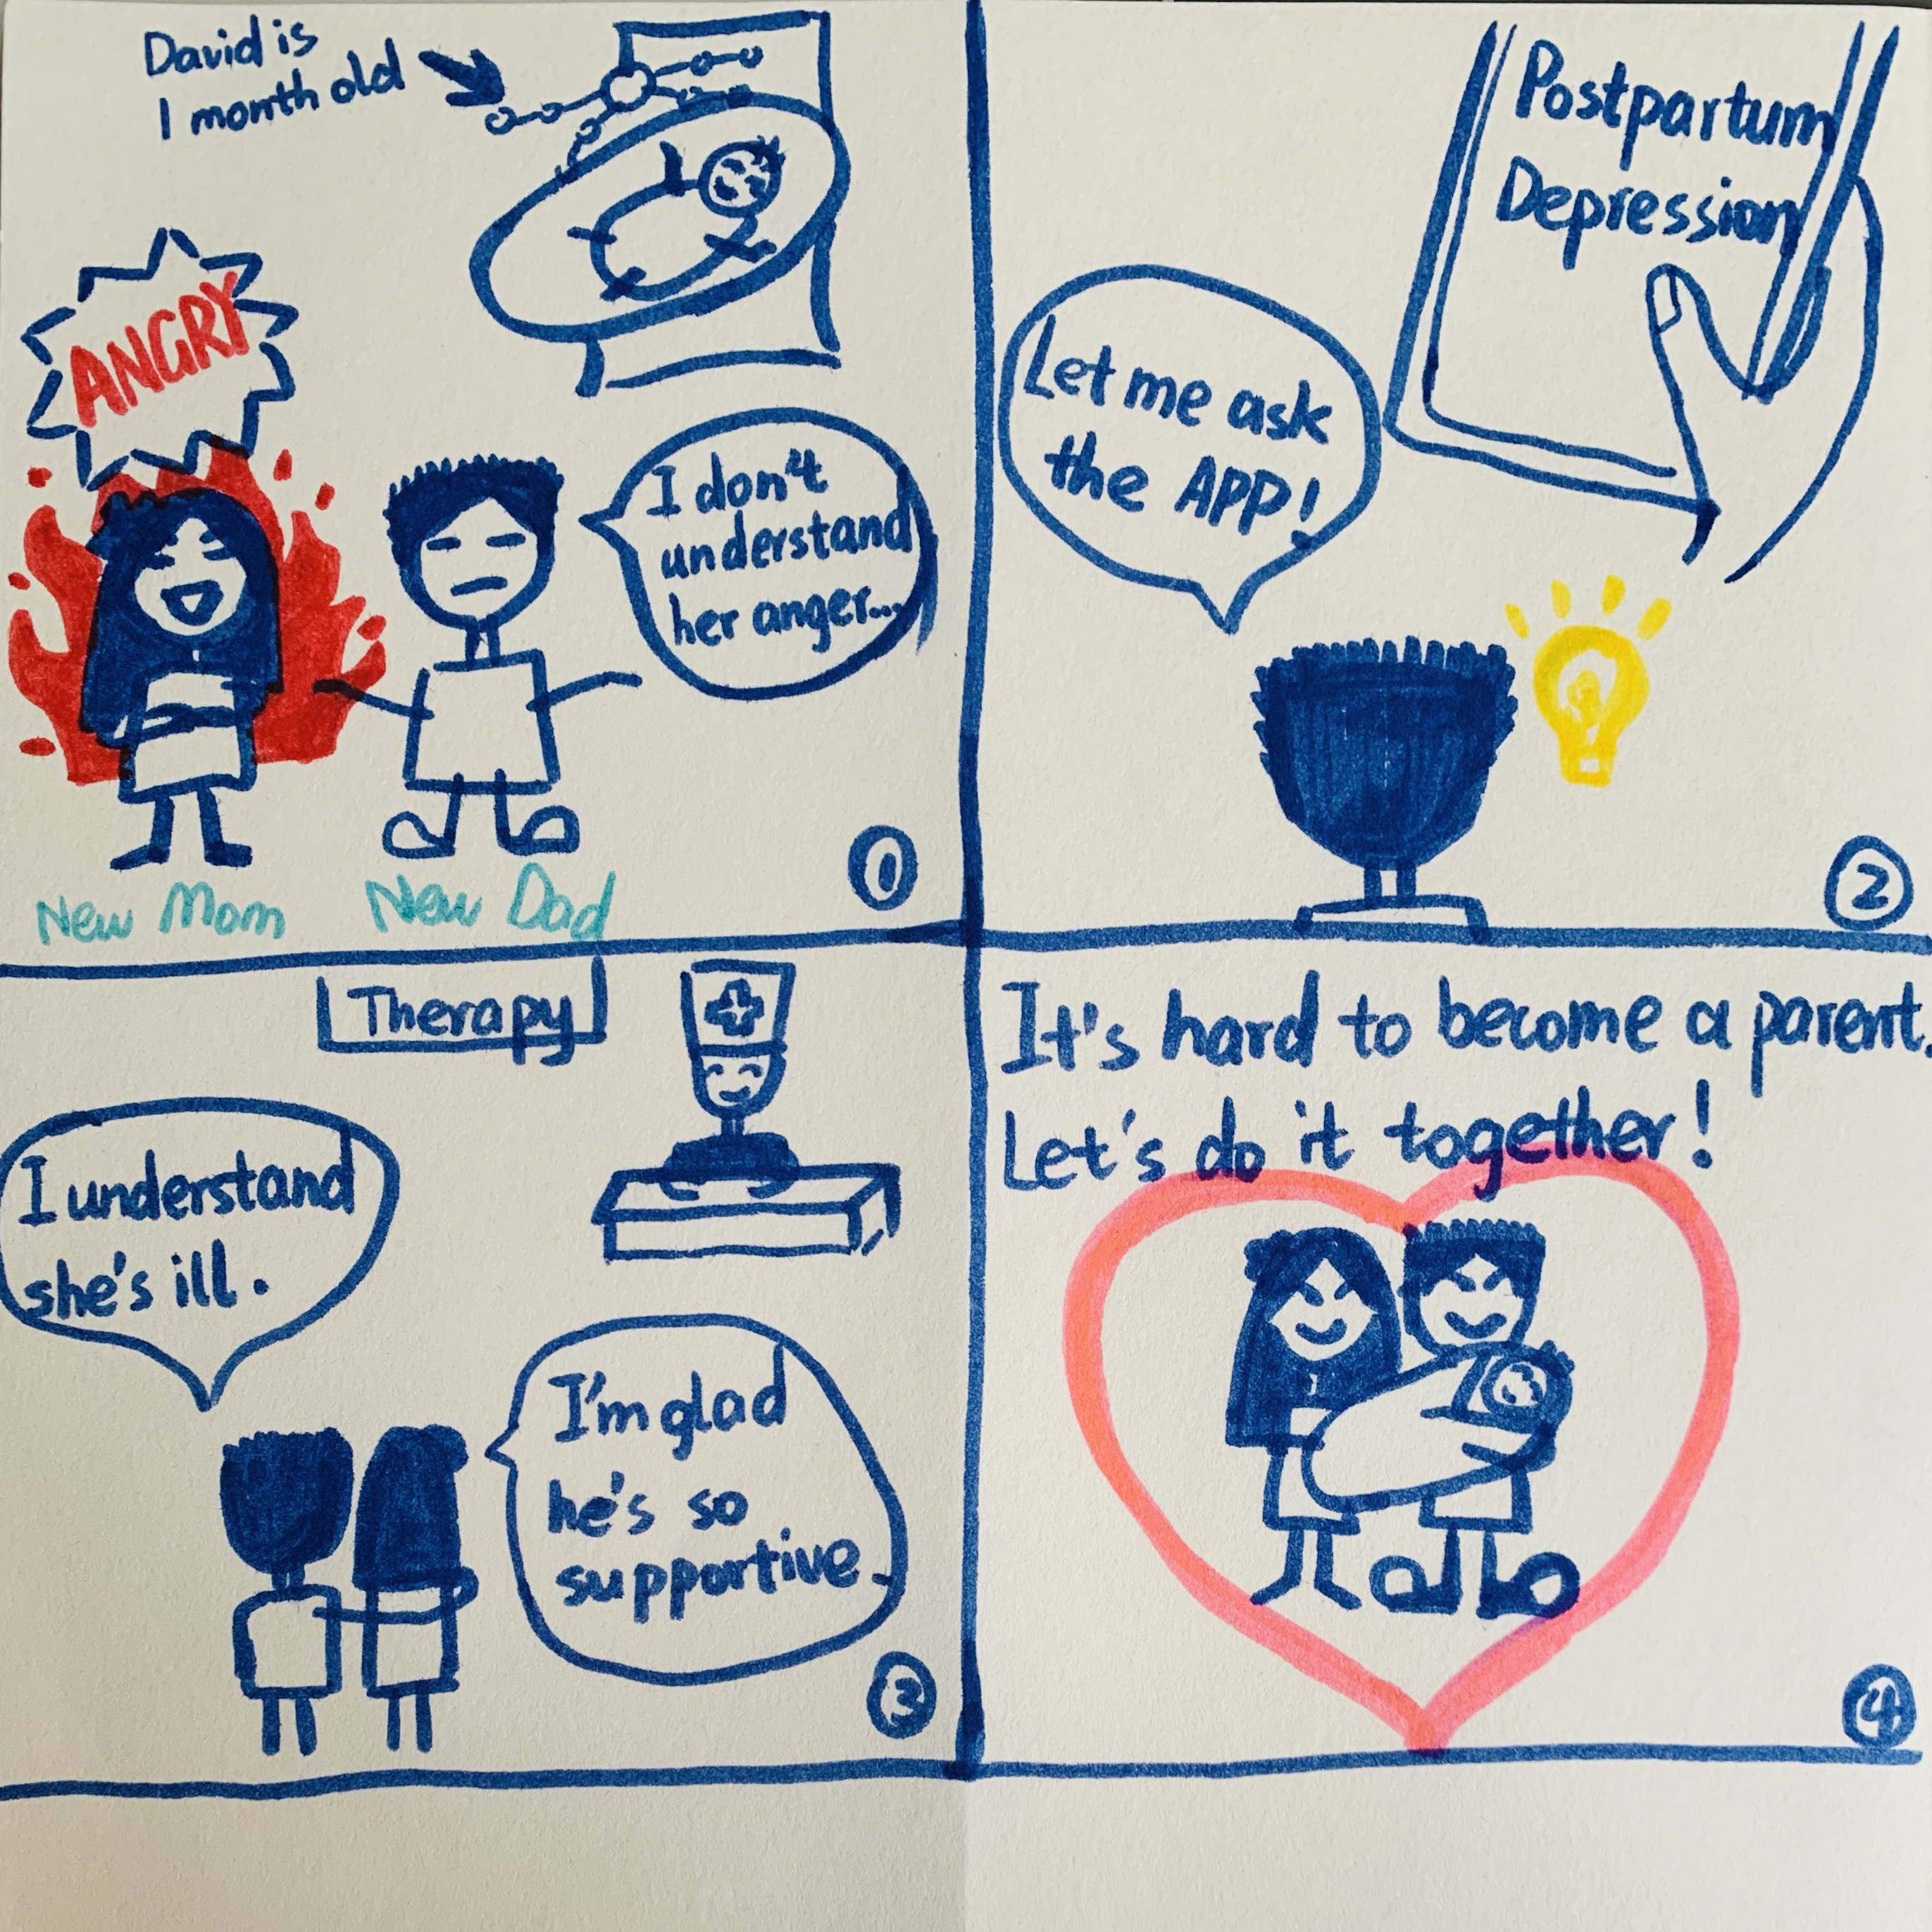 David is
1 month old
ANGRY
I don't
understand
her anger...
New Mom
New Dad
1
Postpartum
Depression
Let me ask
the APP!
2
Therapy
I understand
she's ill.
I'm glad
he's so
supportive.
3
It's hard to become a parent.
Let's do it together!
4